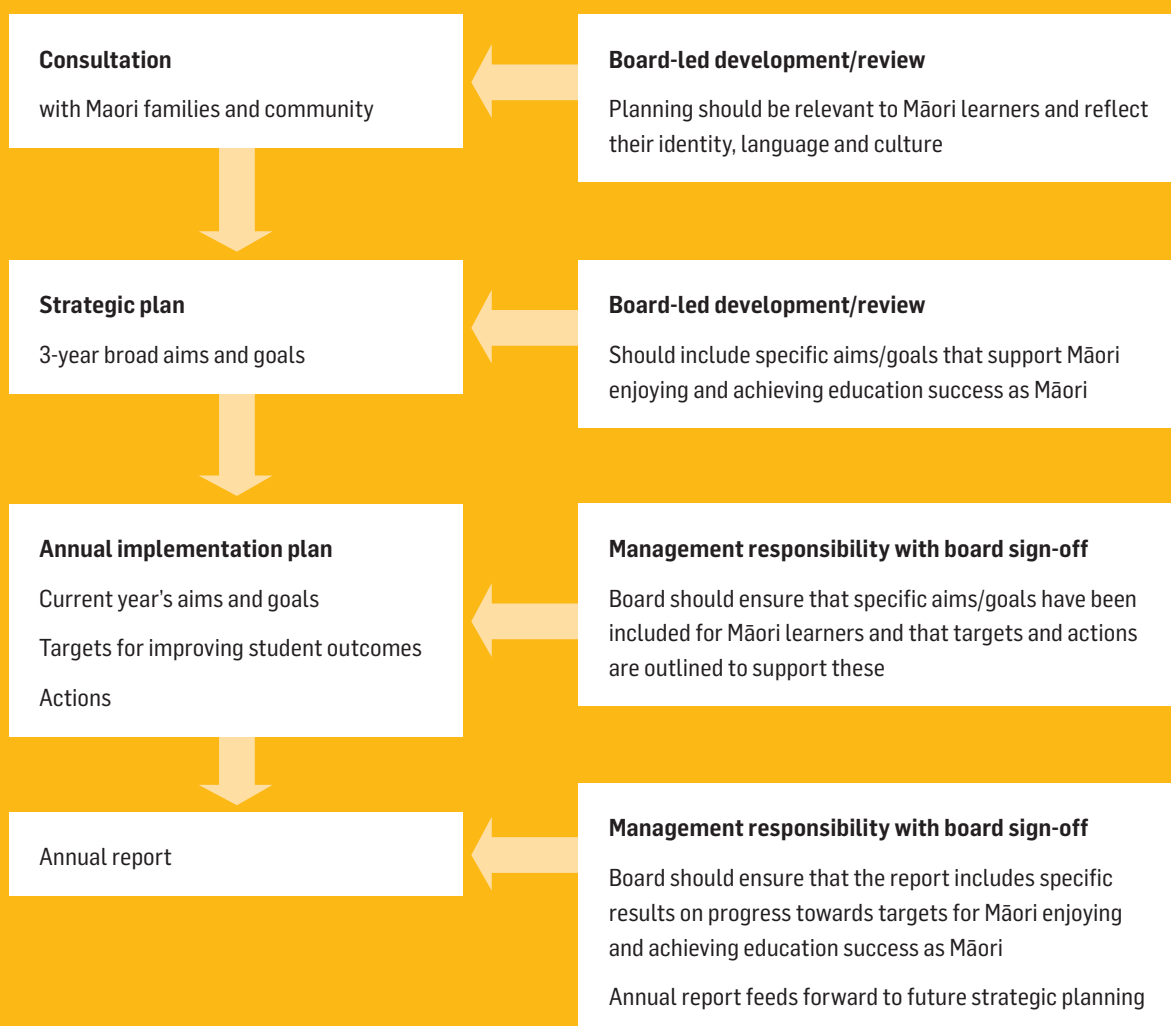 Consultation
with Maori families and community
Board-led development/review
Planning should be relevant to Māori learners and reflect
their identity, language and culture
Strategic plan
3-year broad aims and goals
Board-led development/review
Should include specific aims/goals that support Māori
enjoying and achieving education success as Māori
Annual implementation plan
Current year's aims and goals
Targets for improving student outcomes
Actions
Management responsibility with board sign-off
Board should ensure that specific aims/goals have been
included for Māori learners and that targets and actions
are outlined to support these
Annual report
Management responsibility with board sign-off
Board should ensure that the report includes specific
results on progress towards targets for Māori enjoying
and achieving education success as Māori
Annual report feeds forward to future strategic planning